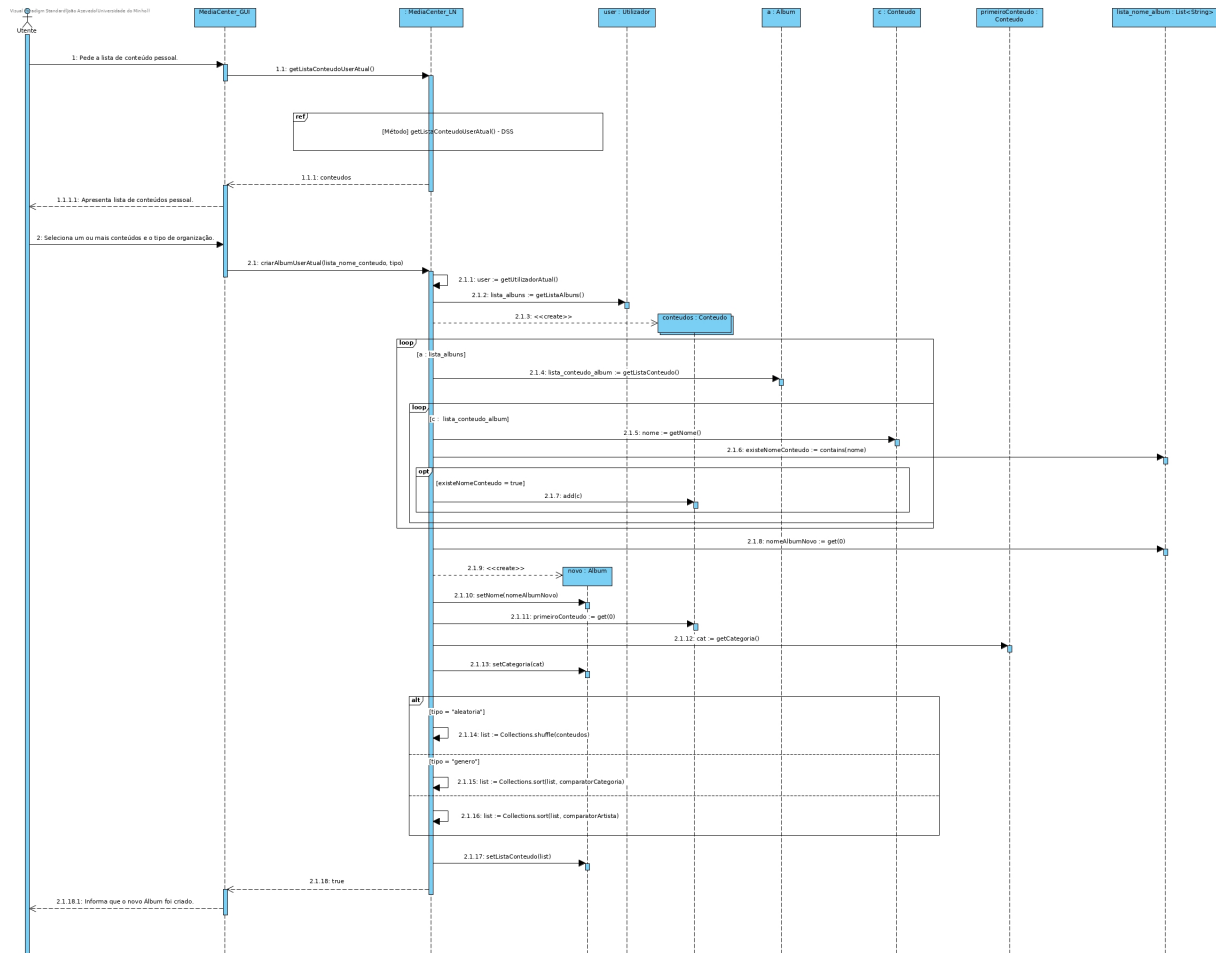 Utente
MediaCenter_GUI
MediaCenter_LN
user : Utilizador
a : Album
c : Conteudo
primeiroConteudo :
Conteudo
lista_nome_album : List<String>
1: Pede a lista de conteúdo pessoal.
1.1: getListaConteudoUserAtual()
ref
[Método] getListaConteudoUserAtual() - DSS
1.1.1: conteudos
1.1.1.1: Apresenta lista de conteúdos pessoal.
2: Seleciona um ou mais conteúdos e o tipo de organização.
2.1: criarAlbumUserAtual(lista_nome_conteudo, tipo)
2.1.1: user := getUtilizadorAtual()
2.1.2: lista_albuns := getListaAlbuns()
2.1.3: <<create>>
conteudos : Conteudo
loop
[a : lista_albuns]
2.1.4: lista_conteudo_album := getListaConteudo()
loop
[c : lista_conteudo_album]
2.1.5: nome := getNome()
2.1.6: existeNomeConteudo := contains(nome)
opt
[existeNomeConteudo = true]
2.1.7: add(c)
2.1.8: nomeAlbumNovo := get(0)
2.1.9: <<create>>
novo : Album
2.1.10: setNome(nomeAlbumNovo)
2.1.11: primeiroConteudo := get(0)
2.1.12: cat := getCategoria()
2.1.13: setCategoria(cat)
alt
[tipo = "aleatoria"]
2.1.14: list := Collections.shuffle(conteudos)
[tipo = "genero"]
2.1.15: list := Collections.sort(list, comparatorCategoria)
2.1.16: list := Collections.sort(list, comparatorArtista)
2.1.17: setListaConteudo(list)
2.1.18: true
2.1.18.1: Informa que o novo Álbum foi criado.